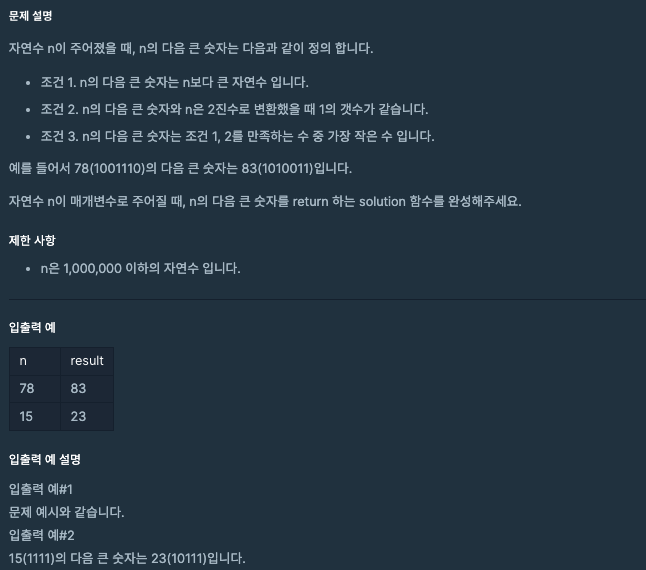 문제 설명
자연수 n이 주어졌을 때, n의 다음 큰 숫자는 다음과 같이 정의 합니다.
• 조건 1. n의 다음 큰 숫자는 n보다 큰 자연수 입니다.
• 조건 2. n의 다음 큰 숫자와 n은 2진수로 변환했을 때 1의 갯수가 같습니다.
• 조건 3. n의 다음 큰 숫자는 조건 1, 2를 만족하는 수 중 가장 작은 수 입니다.
예를 들어서 78(1001110)의 다음 큰 숫자는 83(1010011)입니다.
자연수 n이 매개변수로 주어질 때, n의 다음 큰 숫자를 return 하는 solution 함수를 완성해주세요.
제한 사항
• n은 1,000,000 이하의 자연수 입니다.
입출력 예
n result
78 83
15 23
입출력 예 설명
입출력 예#1
문제 예시와 같습니다.
입출력 예#2
15(1111)의 다음 큰 숫자는 23(10111)입니다.